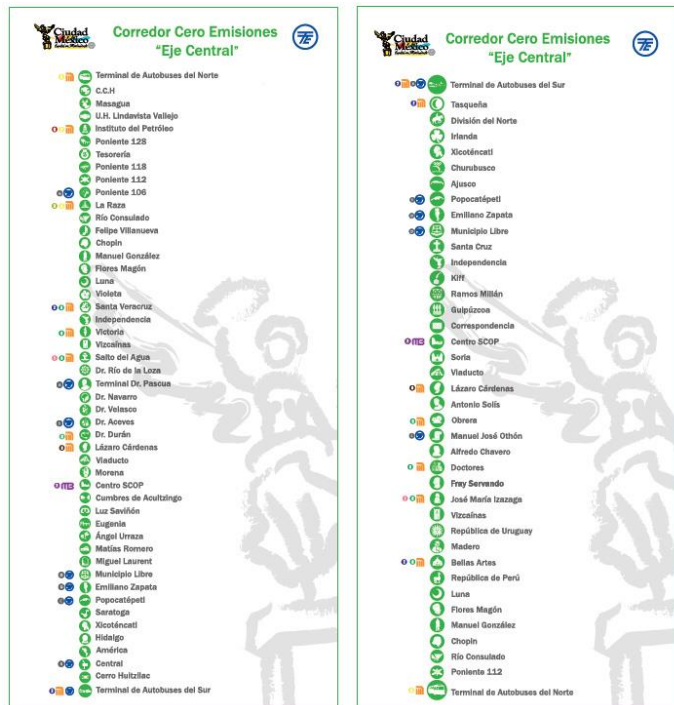 Ciudad
México
Corredor Cero Emisiones
"Eje Central"
Terminal de Autobuses del Norte
C.C.H
Masagua
U.H. Lindavista Vallejo
Instituto del Petróleo
Poniente 128
Tesorería
Poniente 118
Poniente 112
Poniente 106
La Raza
Río Consulado
Felipe Villanueva
Chopin
Manuel González
Flores Magón
Luna
Violeta
Santa Veracruz
Independencia
Victoria
Vizcaínas
Salto del Agua
Dr. Río de la Loza
Terminal Dr. Pascua
Dr. Navarro
Dr. Velasco
Dr. Aceves
Dr. Durán
Lázaro Cárdenas
Viaducto
Morena
MB
Centro SCOP
Cumbres de Acultzingo
Luz Saviñón
Eugenia
Ángel Urraza
Matías Romero
Miguel Laurent
Municipio Libre
Emiliano Zapata
Popocatépetl
Saratoga
Xicoténcatl
Hidalgo
América
Central
Cerro Huitzilac
Terminal de Autobuses del Sur
Ciudad
México
Corredor Cero Emisiones
"Eje Central"
Terminal de Autobuses del Sur
Tasqueña
División del Norte
Irlanda
Xicoténcatl
Churubusco
Ajusco
Popocatépetl
Emiliano Zapata
Municipio Libre
Santa Cruz
Independencia
Kiff
Ramos Millán
Guipúzcoa
Correspondencia
MB
Centro SCOP
Soria
Viaducto
Lázaro Cárdenas
Antonio Solís
Obrera
Manuel José Othón
Alfredo Chavero
Doctores
Fray Servando
José María Izazaga
Vizcaínas
República de Uruguay
Madero
Bellas Artes
República de Perú
Luna
Flores Magón
Manuel González
Chopin
Río Consulado
Poniente 112
Terminal de Autobuses del Norte